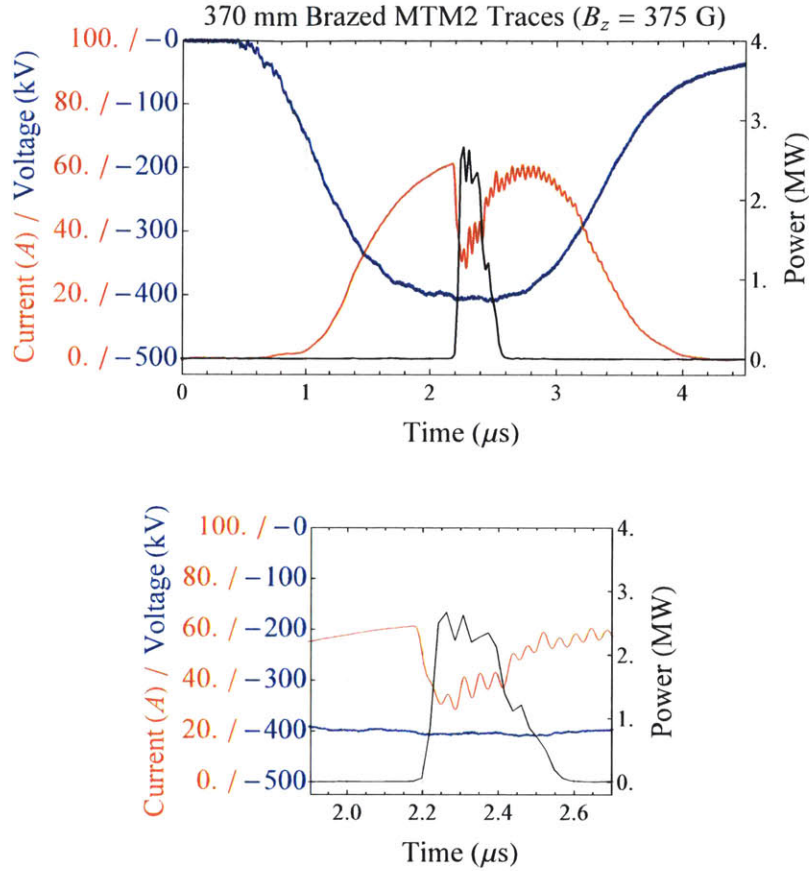 370 mm Brazed MTM2 Traces (B_z = 375 G)
Current (A) / Voltage (kV)
100. / −0
80. / −100
60. / −200
40. / −300
20. / −400
0. / −500
4.
3.
2.
1.
0.
Power (MW)
0 1 2 3 4
Time (μs)
Current (A) / Voltage (kV)
100. / −0
80. / −100
60. / −200
40. / −300
20. / −400
0. / −500
4.
3.
2.
1.
0.
Power (MW)
2.0 2.2 2.4 2.6
Time (μs)